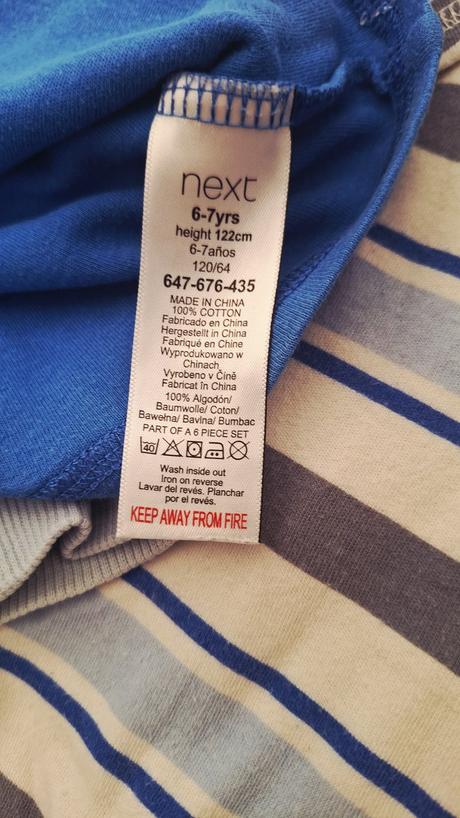 next
6-7yrs
height 122cm
6-7años
120/64
647-676-435
MADE IN CHINA
100% COTTON
Fabricado en China
Hergestellt in China
Fabriqué en Chine
Wyprodukowano w
Chinach
Vyrobeno v Číně
Fabricat în China
100% Algodón/
Baumwolle/ Coton/
Bawełna/ Bavlna/ Bumbac
PART OF A 6 PIECE SET
40
Wash inside out
Iron on reverse
Lavar del revés. Planchar
por el revés.
KEEP AWAY FROM FIRE